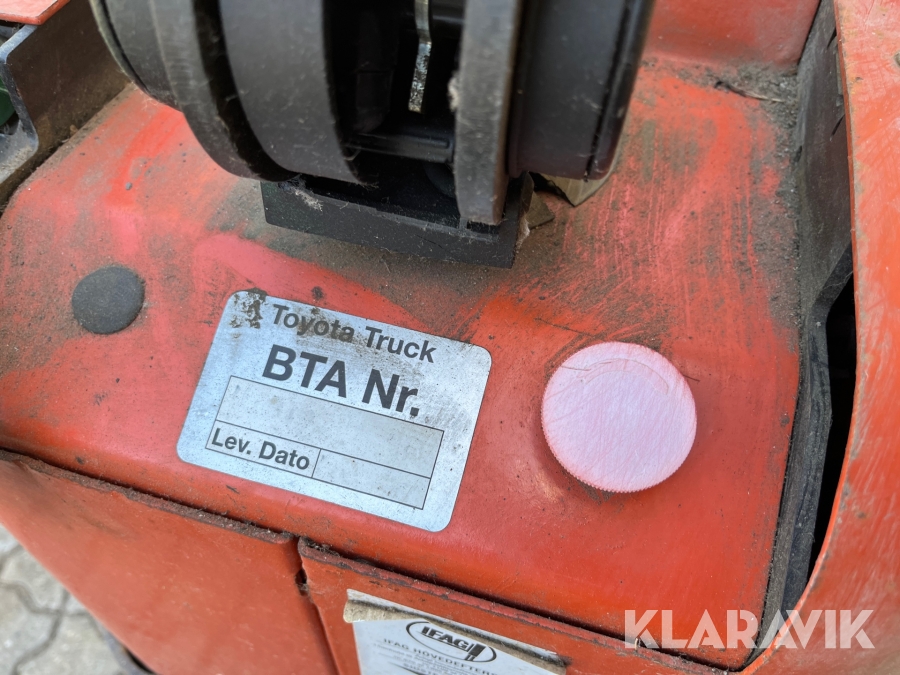 Toyota Truck
BTA Nr.
Lev. Dato
IFAG
IFAG HOVEDEFTERS
KLARAVIK